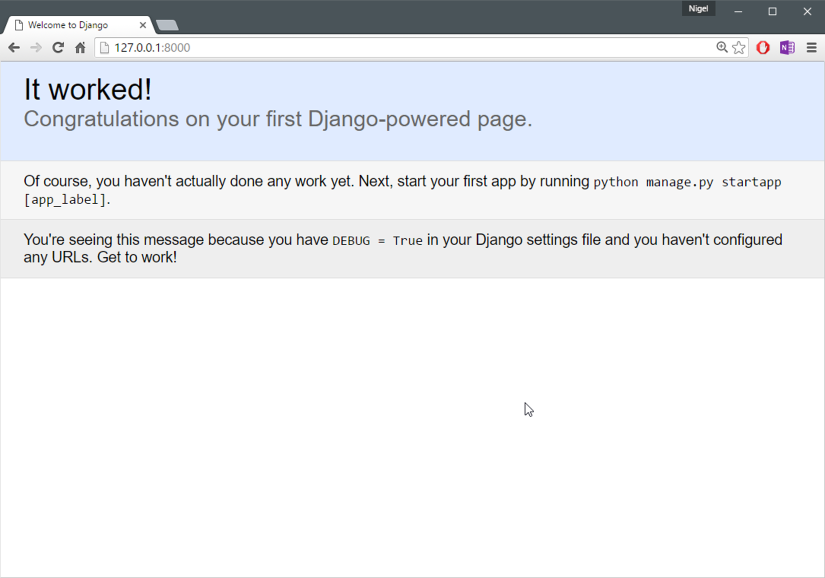 Nigel
Welcome to Django
127.0.0.1:8000
It worked!
Congratulations on your first Django-powered page.
Of course, you haven't actually done any work yet. Next, start your first app by running python manage.py startapp
[app_label].
You're seeing this message because you have DEBUG = True in your Django settings file and you haven't configured
any URLs. Get to work!